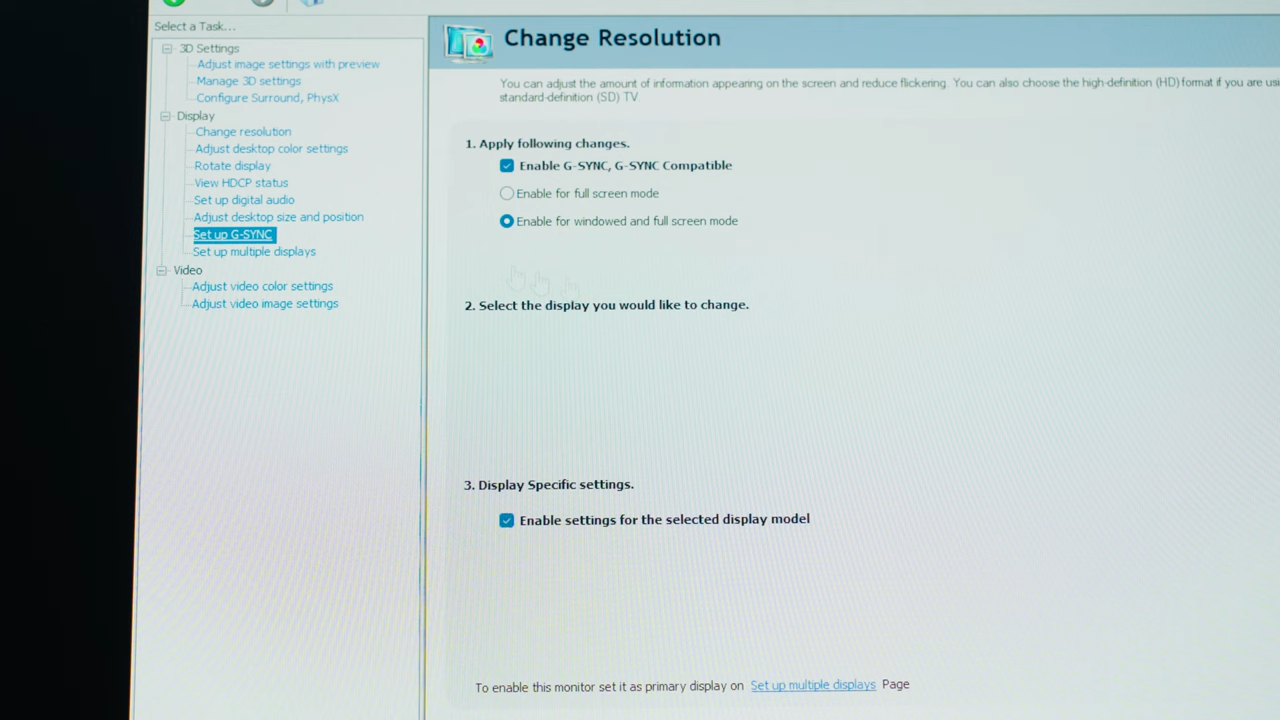 Select a Task...
3D Settings
Adjust image settings with preview
Manage 3D settings
Configure Surround, PhysX
Display
Change resolution
Adjust desktop color settings
Rotate display
View HDCP status
Set up digital audio
Adjust desktop size and position
Set up G-SYNC
Set up multiple displays
Video
Adjust video color settings
Adjust video image settings
Change Resolution
You can adjust the amount of information appearing on the screen and reduce flickering. You can also choose the high-definition (HD) format if you are
standard-definition (SD) TV
1. Apply following changes.
Enable G-SYNC, G-SYNC Compatible
Enable for full screen mode
Enable for windowed and full screen mode
2. Select the display you would like to change.
3. Display Specific settings.
Enable settings for the selected display model
To enable this monitor set it as primary display on Set up multiple displays Page